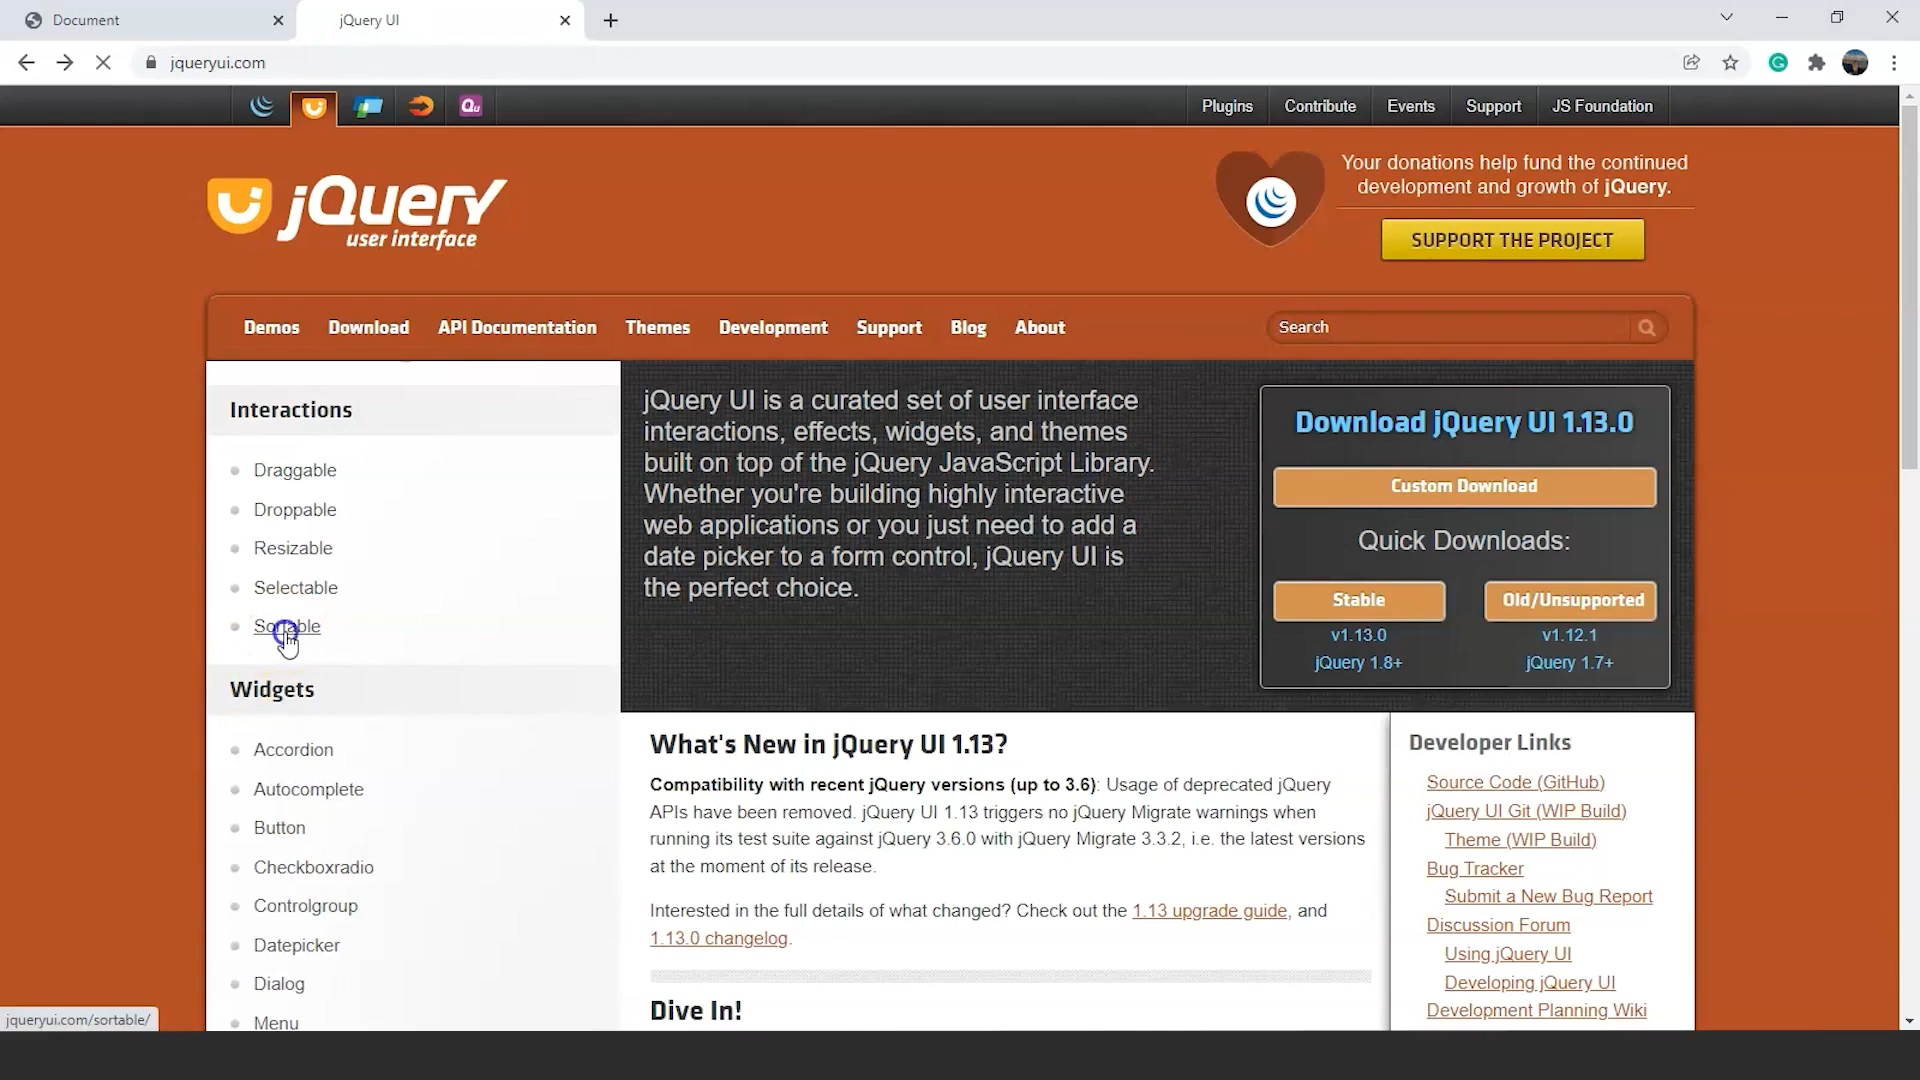 Document
jQuery UI
jqueryui.com
Plugins
Contribute
Events
Support
JS Foundation
jQuery
user interface
Your donations help fund the continued
development and growth of jQuery.
SUPPORT THE PROJECT
Demos
Download
API Documentation
Themes
Development
Support
Blog
About
Search
Interactions
Draggable
Droppable
Resizable
Selectable
Sortable
Widgets
Accordion
Autocomplete
Button
Checkboxradio
Controlgroup
Datepicker
Dialog
Menu
jQuery UI is a curated set of user interface
interactions, effects, widgets, and themes
built on top of the jQuery JavaScript Library.
Whether you're building highly interactive
web applications or you just need to add a
date picker to a form control, jQuery UI is
the perfect choice.
Download jQuery UI 1.13.0
Custom Download
Quick Downloads:
Stable
v1.13.0
jQuery 1.8+
Old/Unsupported
v1.12.1
jQuery 1.7+
What's New in jQuery UI 1.13?
Compatibility with recent jQuery versions (up to 3.6): Usage of deprecated jQuery
APIs have been removed. jQuery UI 1.13 triggers no jQuery Migrate warnings when
running its test suite against jQuery 3.6.0 with jQuery Migrate 3.3.2, i.e. the latest versions
at the moment of its release.
Interested in the full details of what changed? Check out the 1.13 upgrade guide, and
1.13.0 changelog.
Dive In!
Developer Links
Source Code (GitHub)
jQuery UI Git (WIP Build)
Theme (WIP Build)
Bug Tracker
Submit a New Bug Report
Discussion Forum
Using jQuery UI
Developing jQuery UI
Development Planning Wiki
jqueryui.com/sortable/